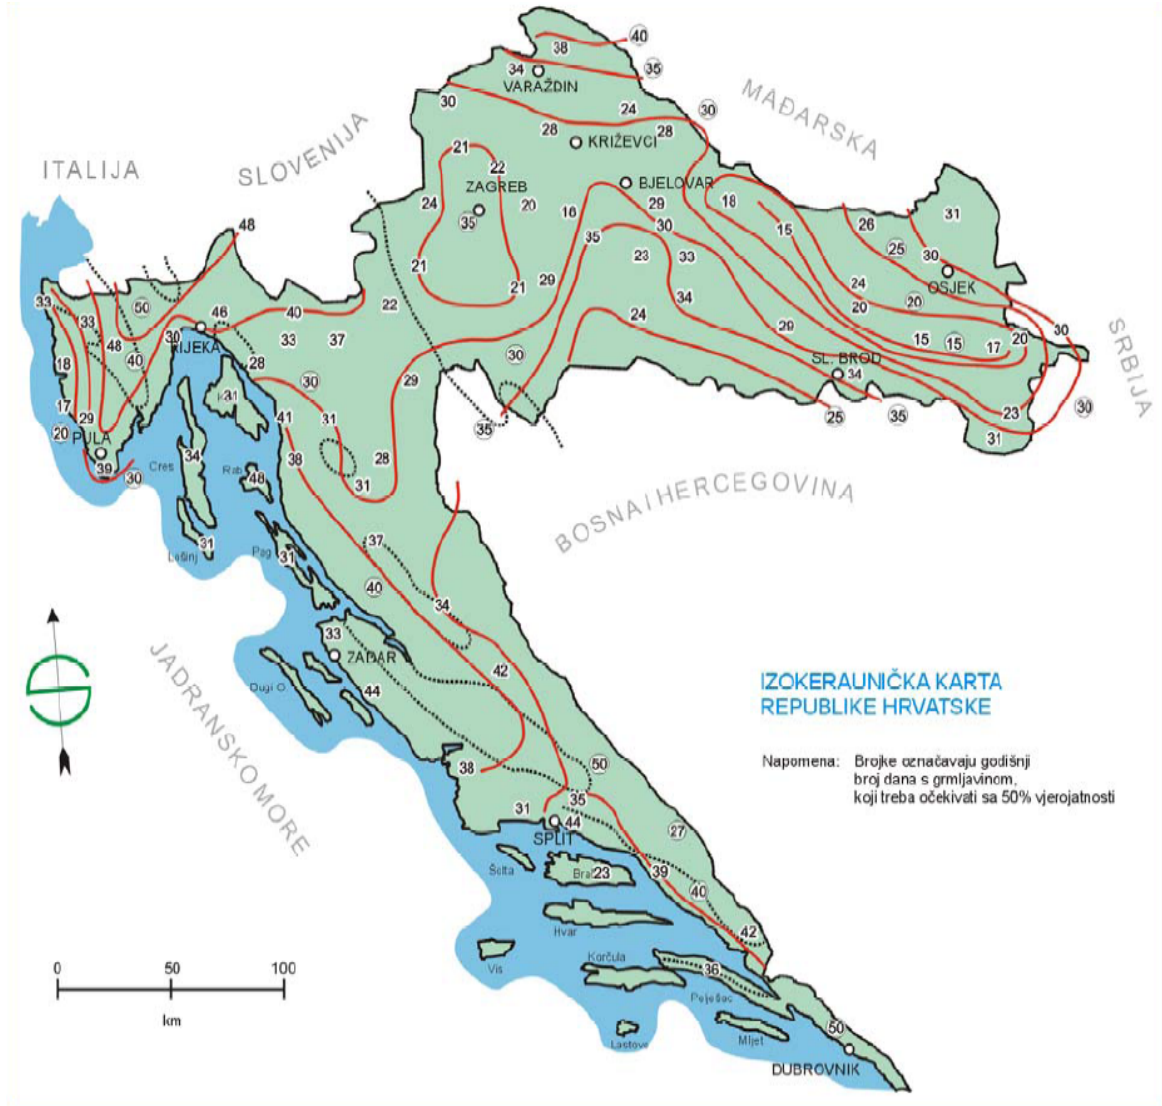 40
38
35
34
VARAŽDIN
30
24
30
28
28
KRIŽEVCI
MAĐARSKA
SLOVENIJA
ITALIJA
21
22
ZAGREB
BJELOVAR
24
20
16
29
18
31
35
30
15
26
25
48
35
23
33
30
OSJEK
21
21
29
34
24
20
20
33
50
46
40
22
24
29
30
SRBIJA
33
48
30
RIJEKA
33
37
15
15
17
20
18
40
28
30
29
30
SL. BROD
34
17
29
31
41
31
25
35
23
30
20
PULA
35
31
39
30
Cres
34
Rab
48
38
28
31
BOSNA I HERCEGOVINA
Lošinj
31
Pag
31
37
40
34
33
ZADAR
42
JADRANSKO MORE
Dugi O.
44
IZOKERAUNIČKA KARTA
REPUBLIKE HRVATSKE
Napomena: Brojke označavaju godišnji
broj dana s grmljavinom,
koji treba očekivati sa 50% vjerojatnosti
38
50
35
31
44
SPLIT
27
Šolta
Brač
23
39
40
Hvar
42
Vis
Korčula
36
Pelješac
Lastovo
Mljet
50
DUBROVNIK
0 50 100
km